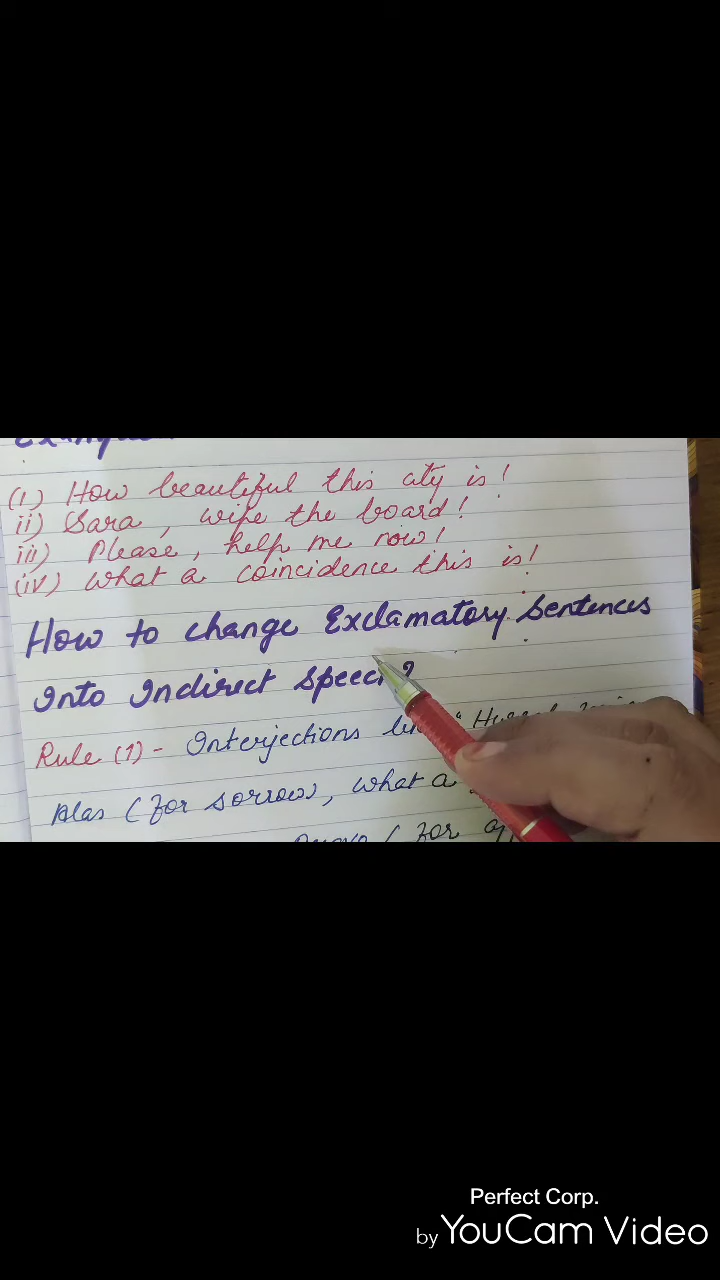 (i) How beautiful this city is!
ii) Sara, wipe the board!
iii) Please, help me now!
(iv) What a coincidence this is!
How to change Exclamatory Sentences
Into Indirect Speech?
Rule (1) - Interjections
Alas (for sorrow), what a
(for
Perfect Corp.
by YouCam Video